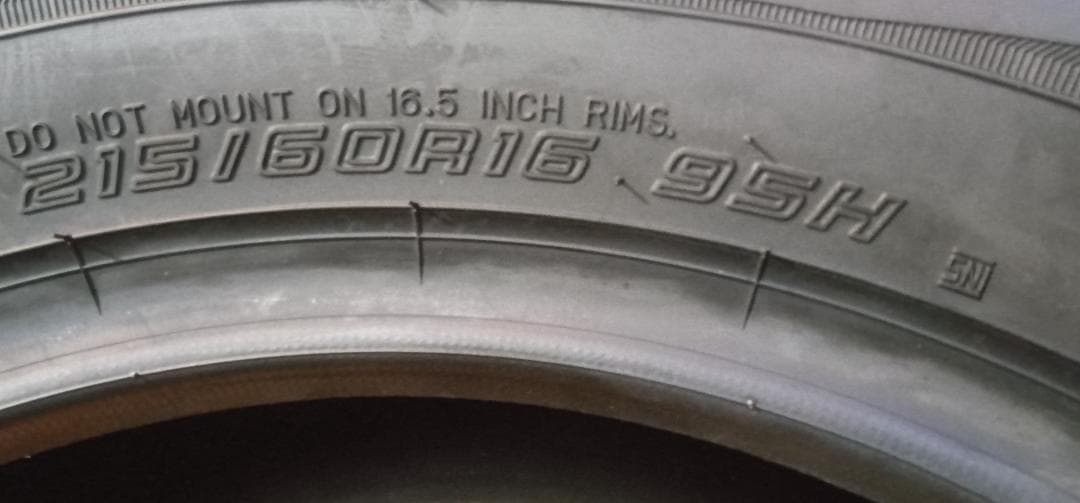 DO NOT MOUNT ON 16.5 INCH RIMS.
215/60R16 95H
SNI